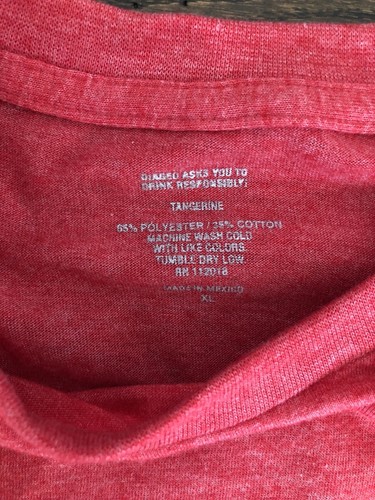 DIAGEO ASKS YOU TO
DRINK RESPONSIBLY.
TANGERINE
65% POLYESTER / 35% COTTON
MACHINE WASH COLD
WITH LIKE COLORS.
TUMBLE DRY LOW.
RN 112018
MADE IN MEXICO
XL